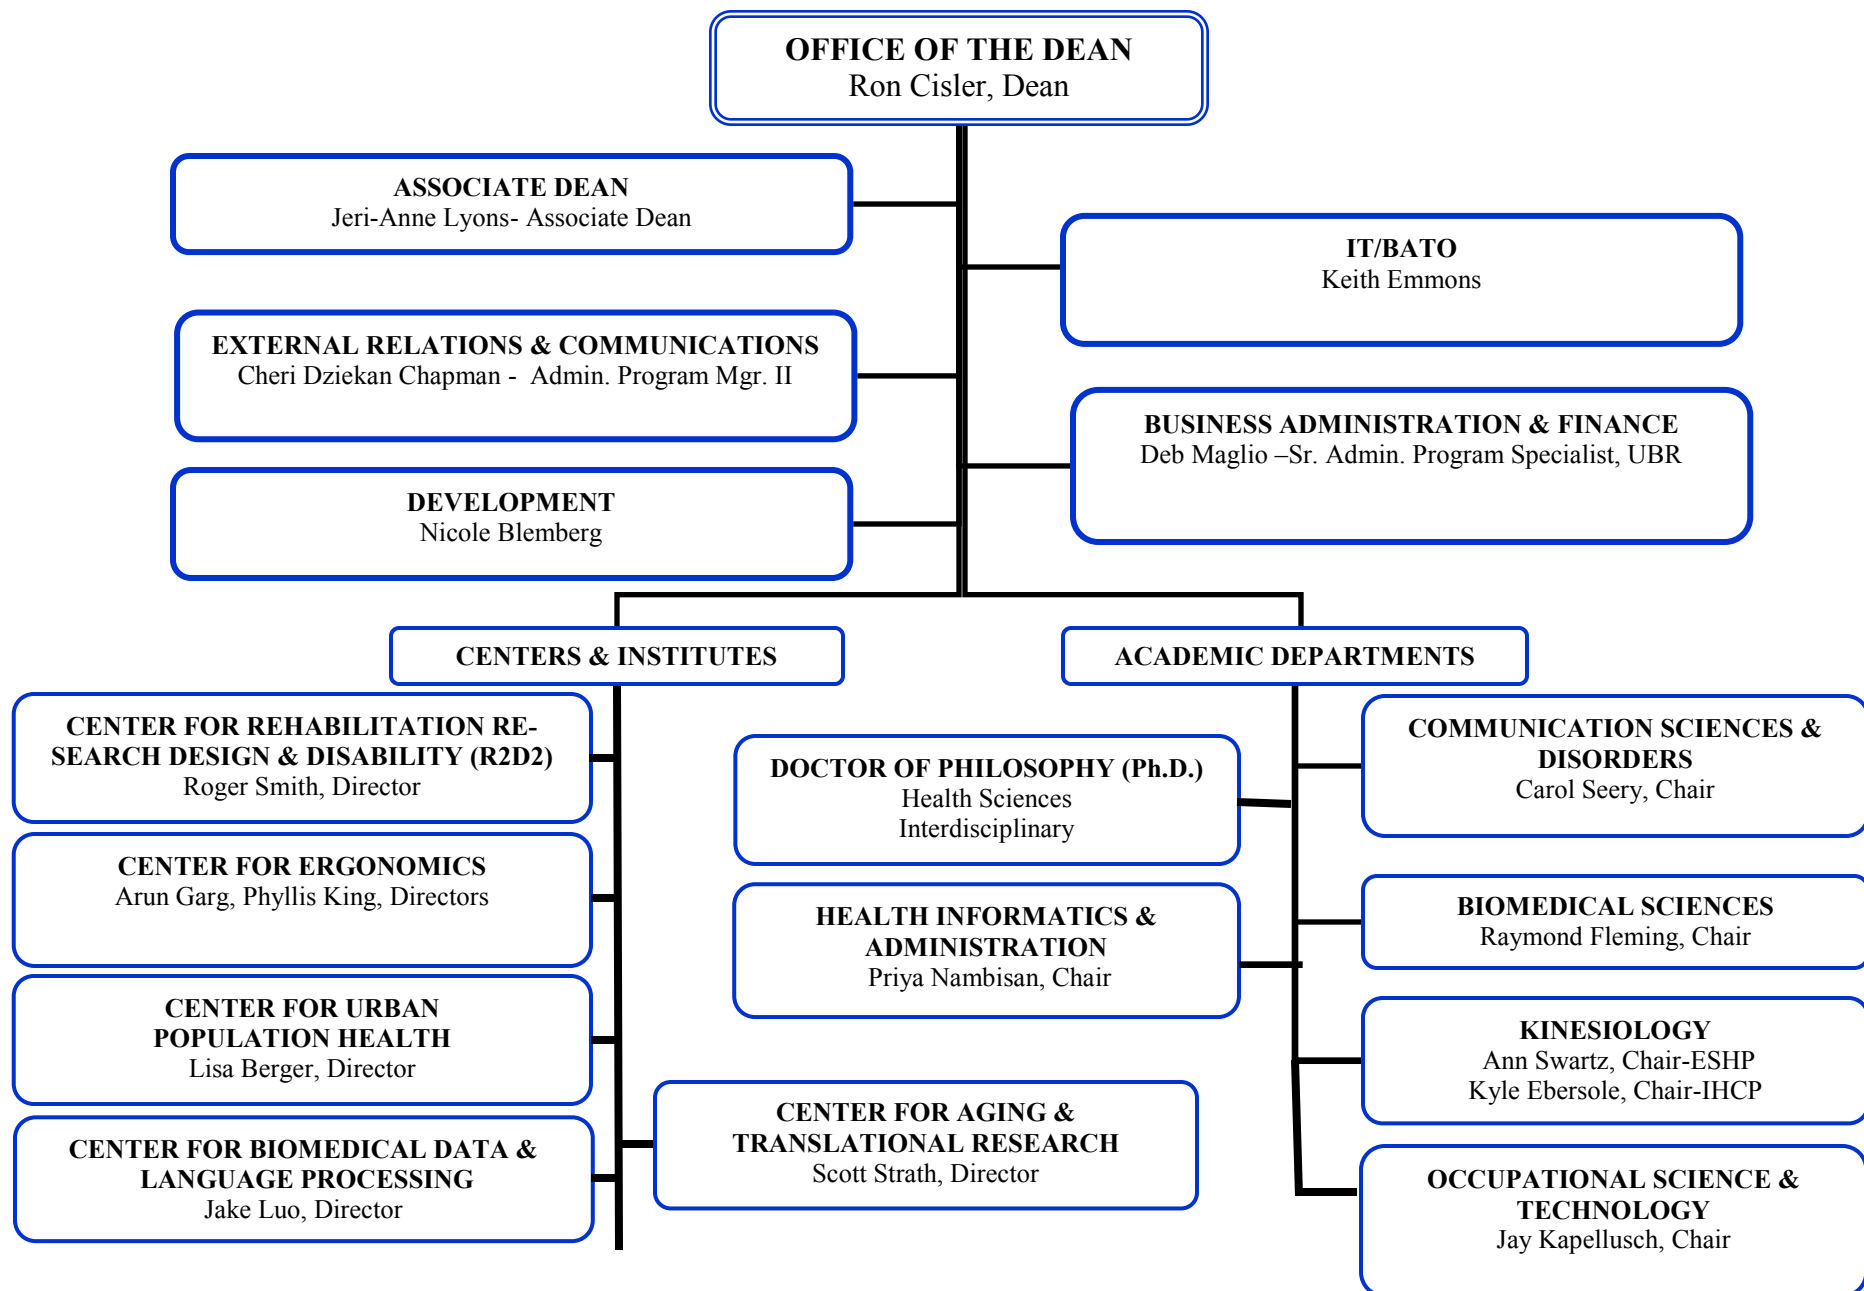 OFFICE OF THE DEAN
Ron Cisler, Dean
ASSOCIATE DEAN
Jeri-Anne Lyons- Associate Dean
IT/BATO
Keith Emmons
EXTERNAL RELATIONS & COMMUNICATIONS
Cheri Dziekan Chapman - Admin. Program Mgr. II
BUSINESS ADMINISTRATION & FINANCE
Deb Maglio –Sr. Admin. Program Specialist, UBR
DEVELOPMENT
Nicole Blemberg
CENTERS & INSTITUTES
CENTER FOR REHABILITATION RE-
SEARCH DESIGN & DISABILITY (R2D2)
Roger Smith, Director
CENTER FOR ERGONOMICS
Arun Garg, Phyllis King, Directors
CENTER FOR URBAN
POPULATION HEALTH
Lisa Berger, Director
CENTER FOR BIOMEDICAL DATA &
LANGUAGE PROCESSING
Jake Luo, Director
CENTER FOR AGING &
TRANSLATIONAL RESEARCH
Scott Strath, Director
ACADEMIC DEPARTMENTS
DOCTOR OF PHILOSOPHY (Ph.D.)
Health Sciences
Interdisciplinary
HEALTH INFORMATICS &
ADMINISTRATION
Priya Nambisan, Chair
COMMUNICATION SCIENCES &
DISORDERS
Carol Seery, Chair
BIOMEDICAL SCIENCES
Raymond Fleming, Chair
KINESIOLOGY
Ann Swartz, Chair-ESHP
Kyle Ebersole, Chair-IHCP
OCCUPATIONAL SCIENCE &
TECHNOLOGY
Jay Kapellusch, Chair